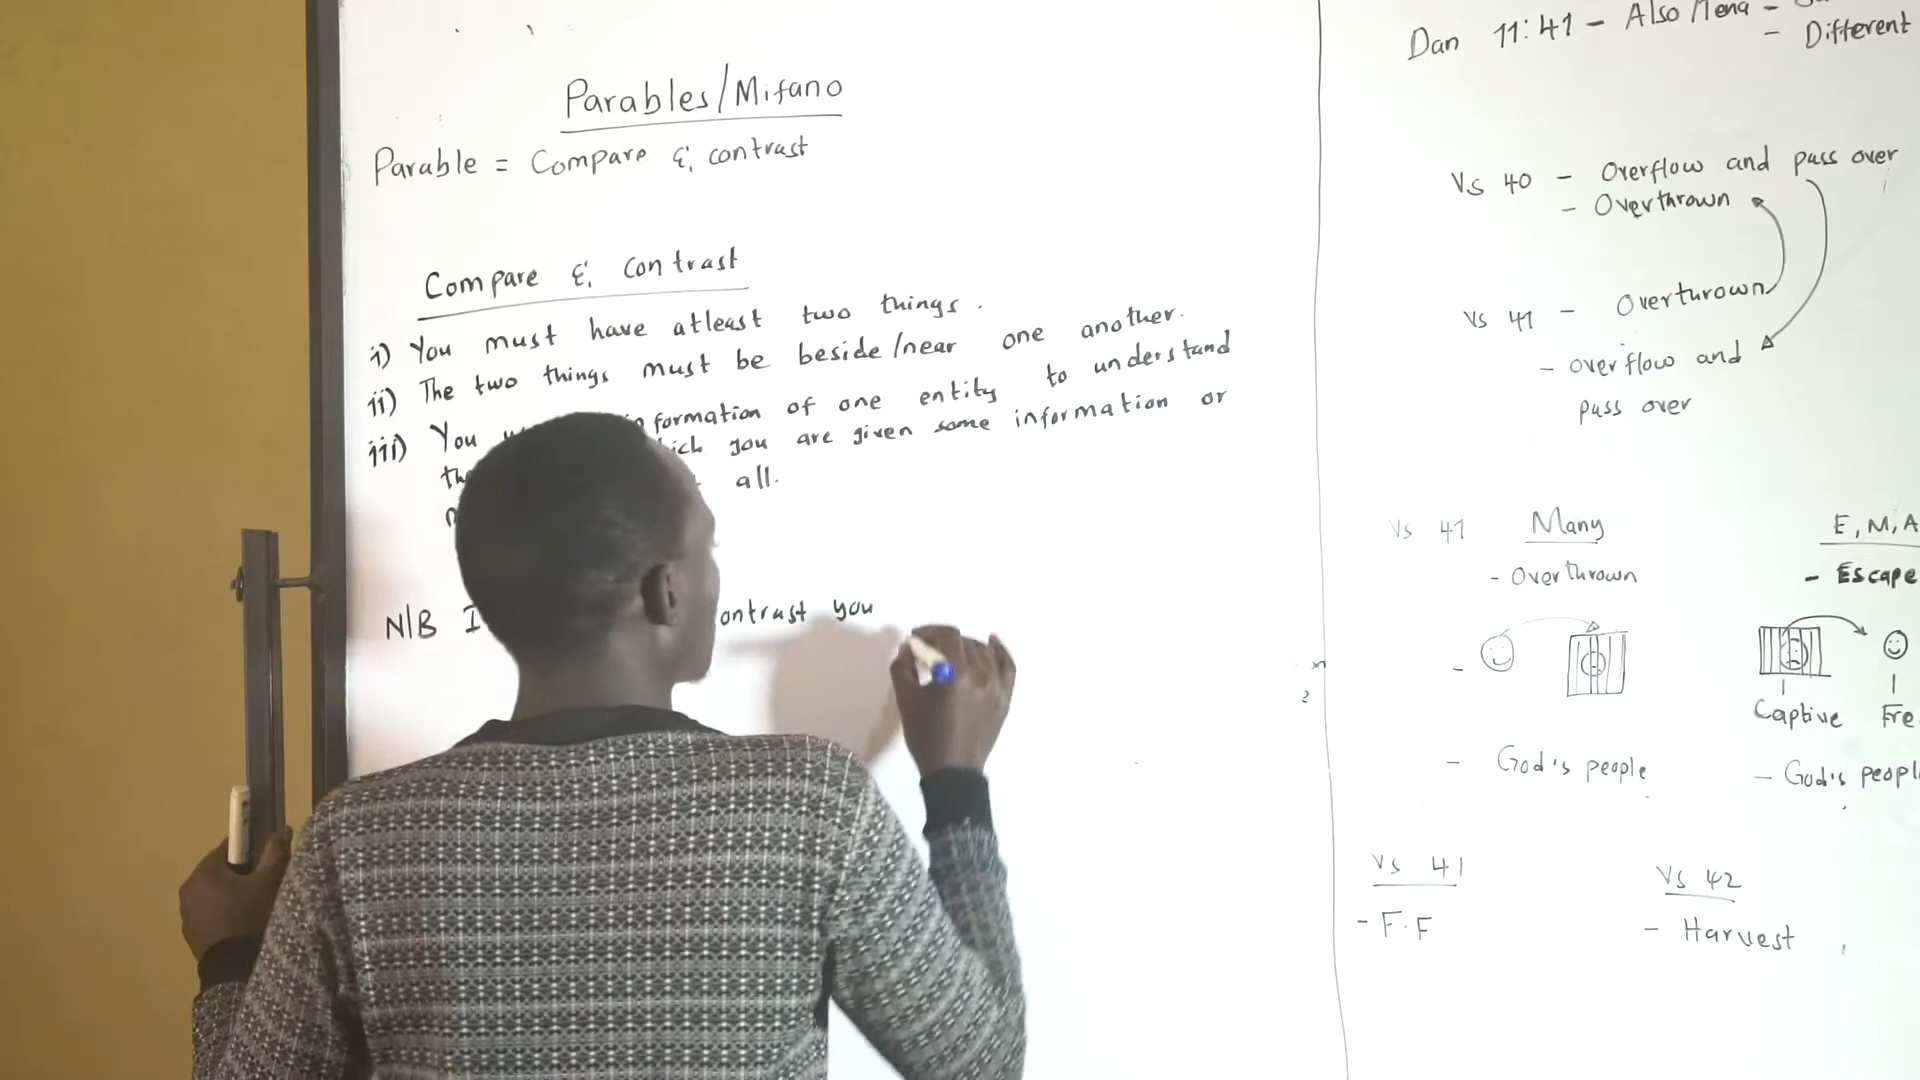 Parables/Mifano
Parable = Compare & contrast
Compare & contrast
i) You must have atleast two things.
ii) The two things must be beside/near one another.
iii) You formation of one entity to understand
you are given some information or
all.
N/B I ontrast you
Dan 11:41 - Also
- Different
Vs 40 - Overflow and pass over
- Overthrown
Vs 41 - Overthrown
- overflow and
pass over
Vs 41 Many
- Overthrown
E, M, A
- Escape
Captive Fre
- God's people
- God's peopl
Vs 41
- F.F
Vs 42
- Harvest